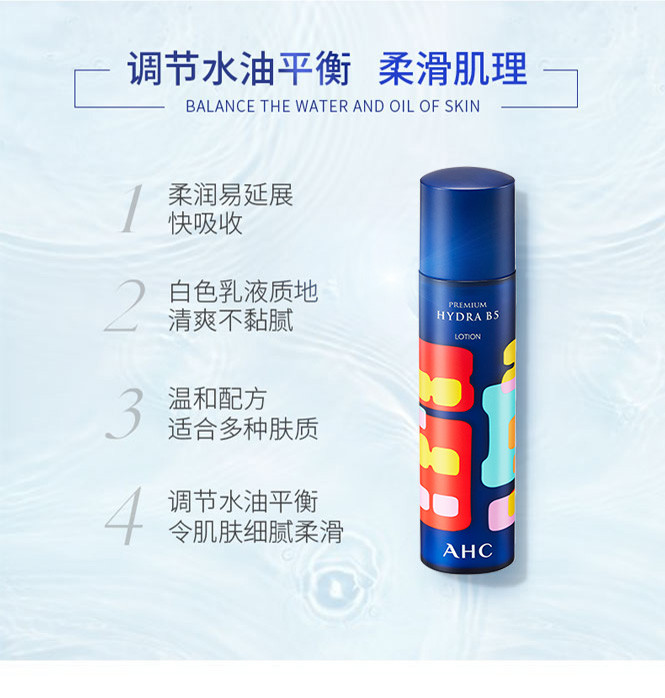 调节水油平衡 柔滑肌理
BALANCE THE WATER AND OIL OF SKIN
1
柔润易延展
快吸收
2
白色乳液质地
清爽不黏腻
3
温和配方
适合多种肤质
4
调节水油平衡
令肌肤细腻柔滑
PREMIUM
HYDRA B5
LOTION
AHC